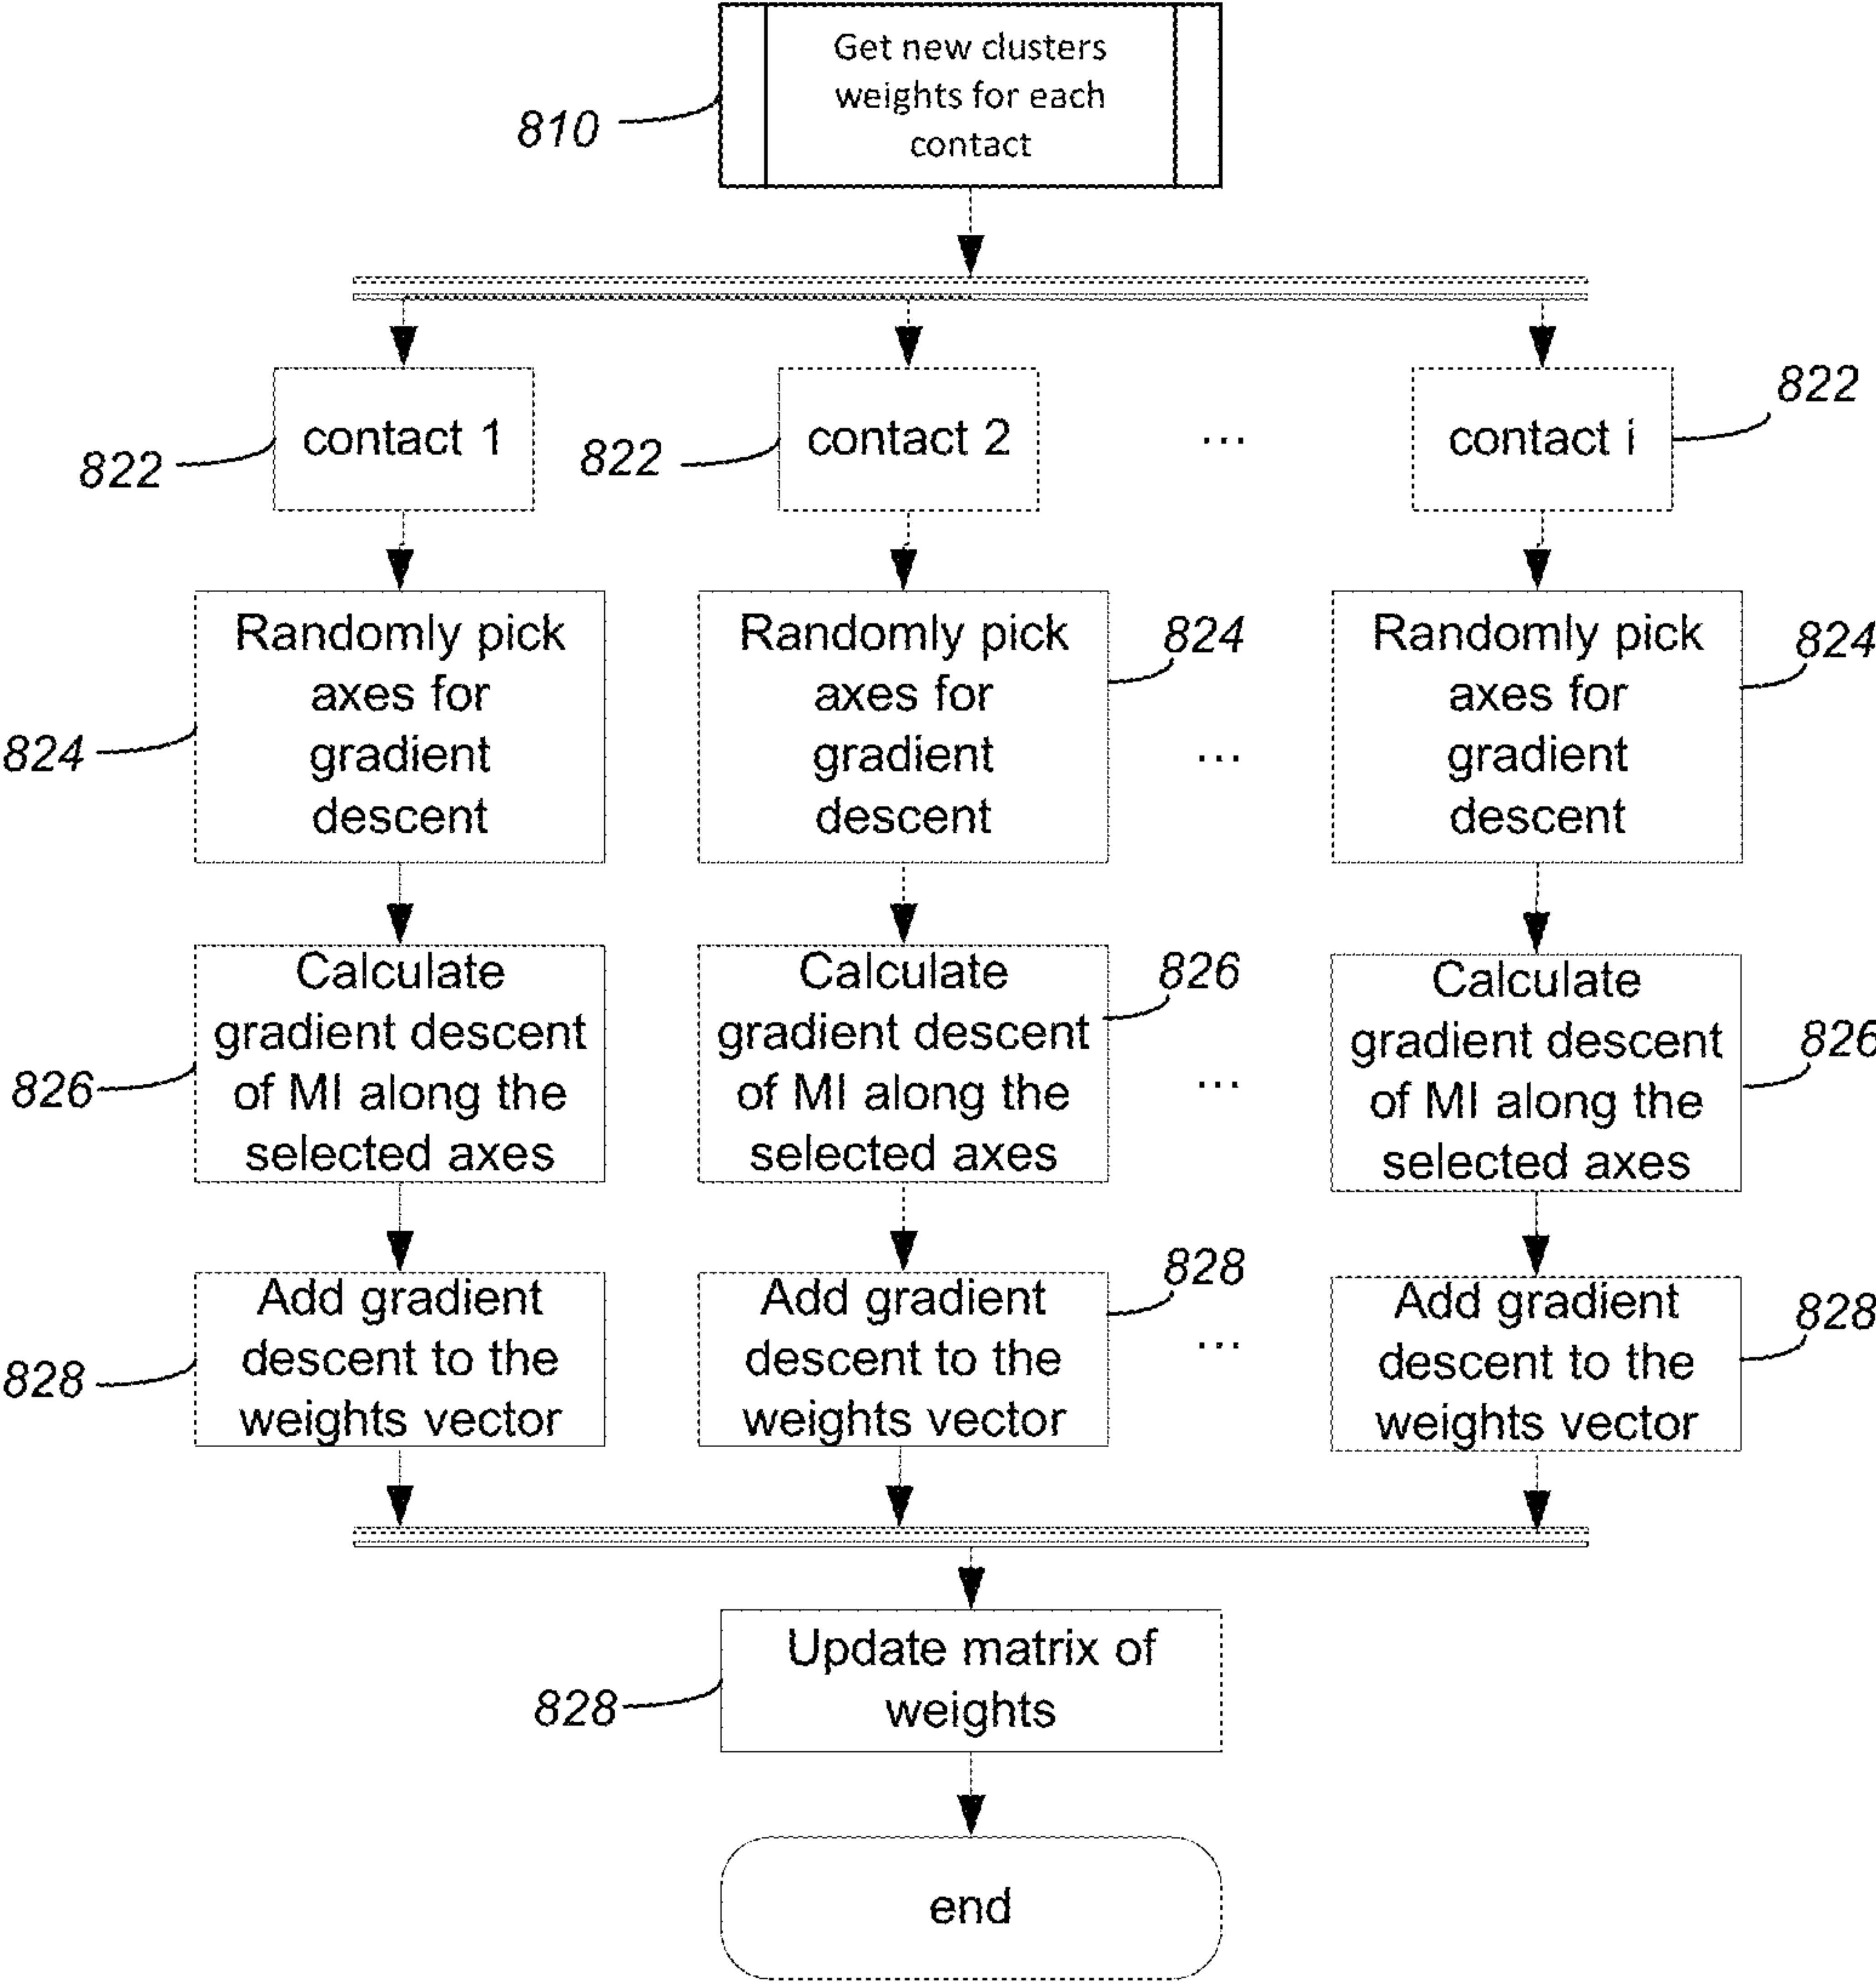 Get new clusters
weights for each
contact
810
contact 1
822
contact 2
822
...
contact i
822
Randomly pick
axes for
gradient
descent
824
Randomly pick
axes for
gradient
descent
824
...
Randomly pick
axes for
gradient
descent
824
Calculate
gradient descent
of MI along the
selected axes
826
Calculate
gradient descent
of MI along the
selected axes
826
...
Calculate
gradient descent
of MI along the
selected axes
826
Add gradient
descent to the
weights vector
828
Add gradient
descent to the
weights vector
828
...
Add gradient
descent to the
weights vector
828
Update matrix of
weights
828
end